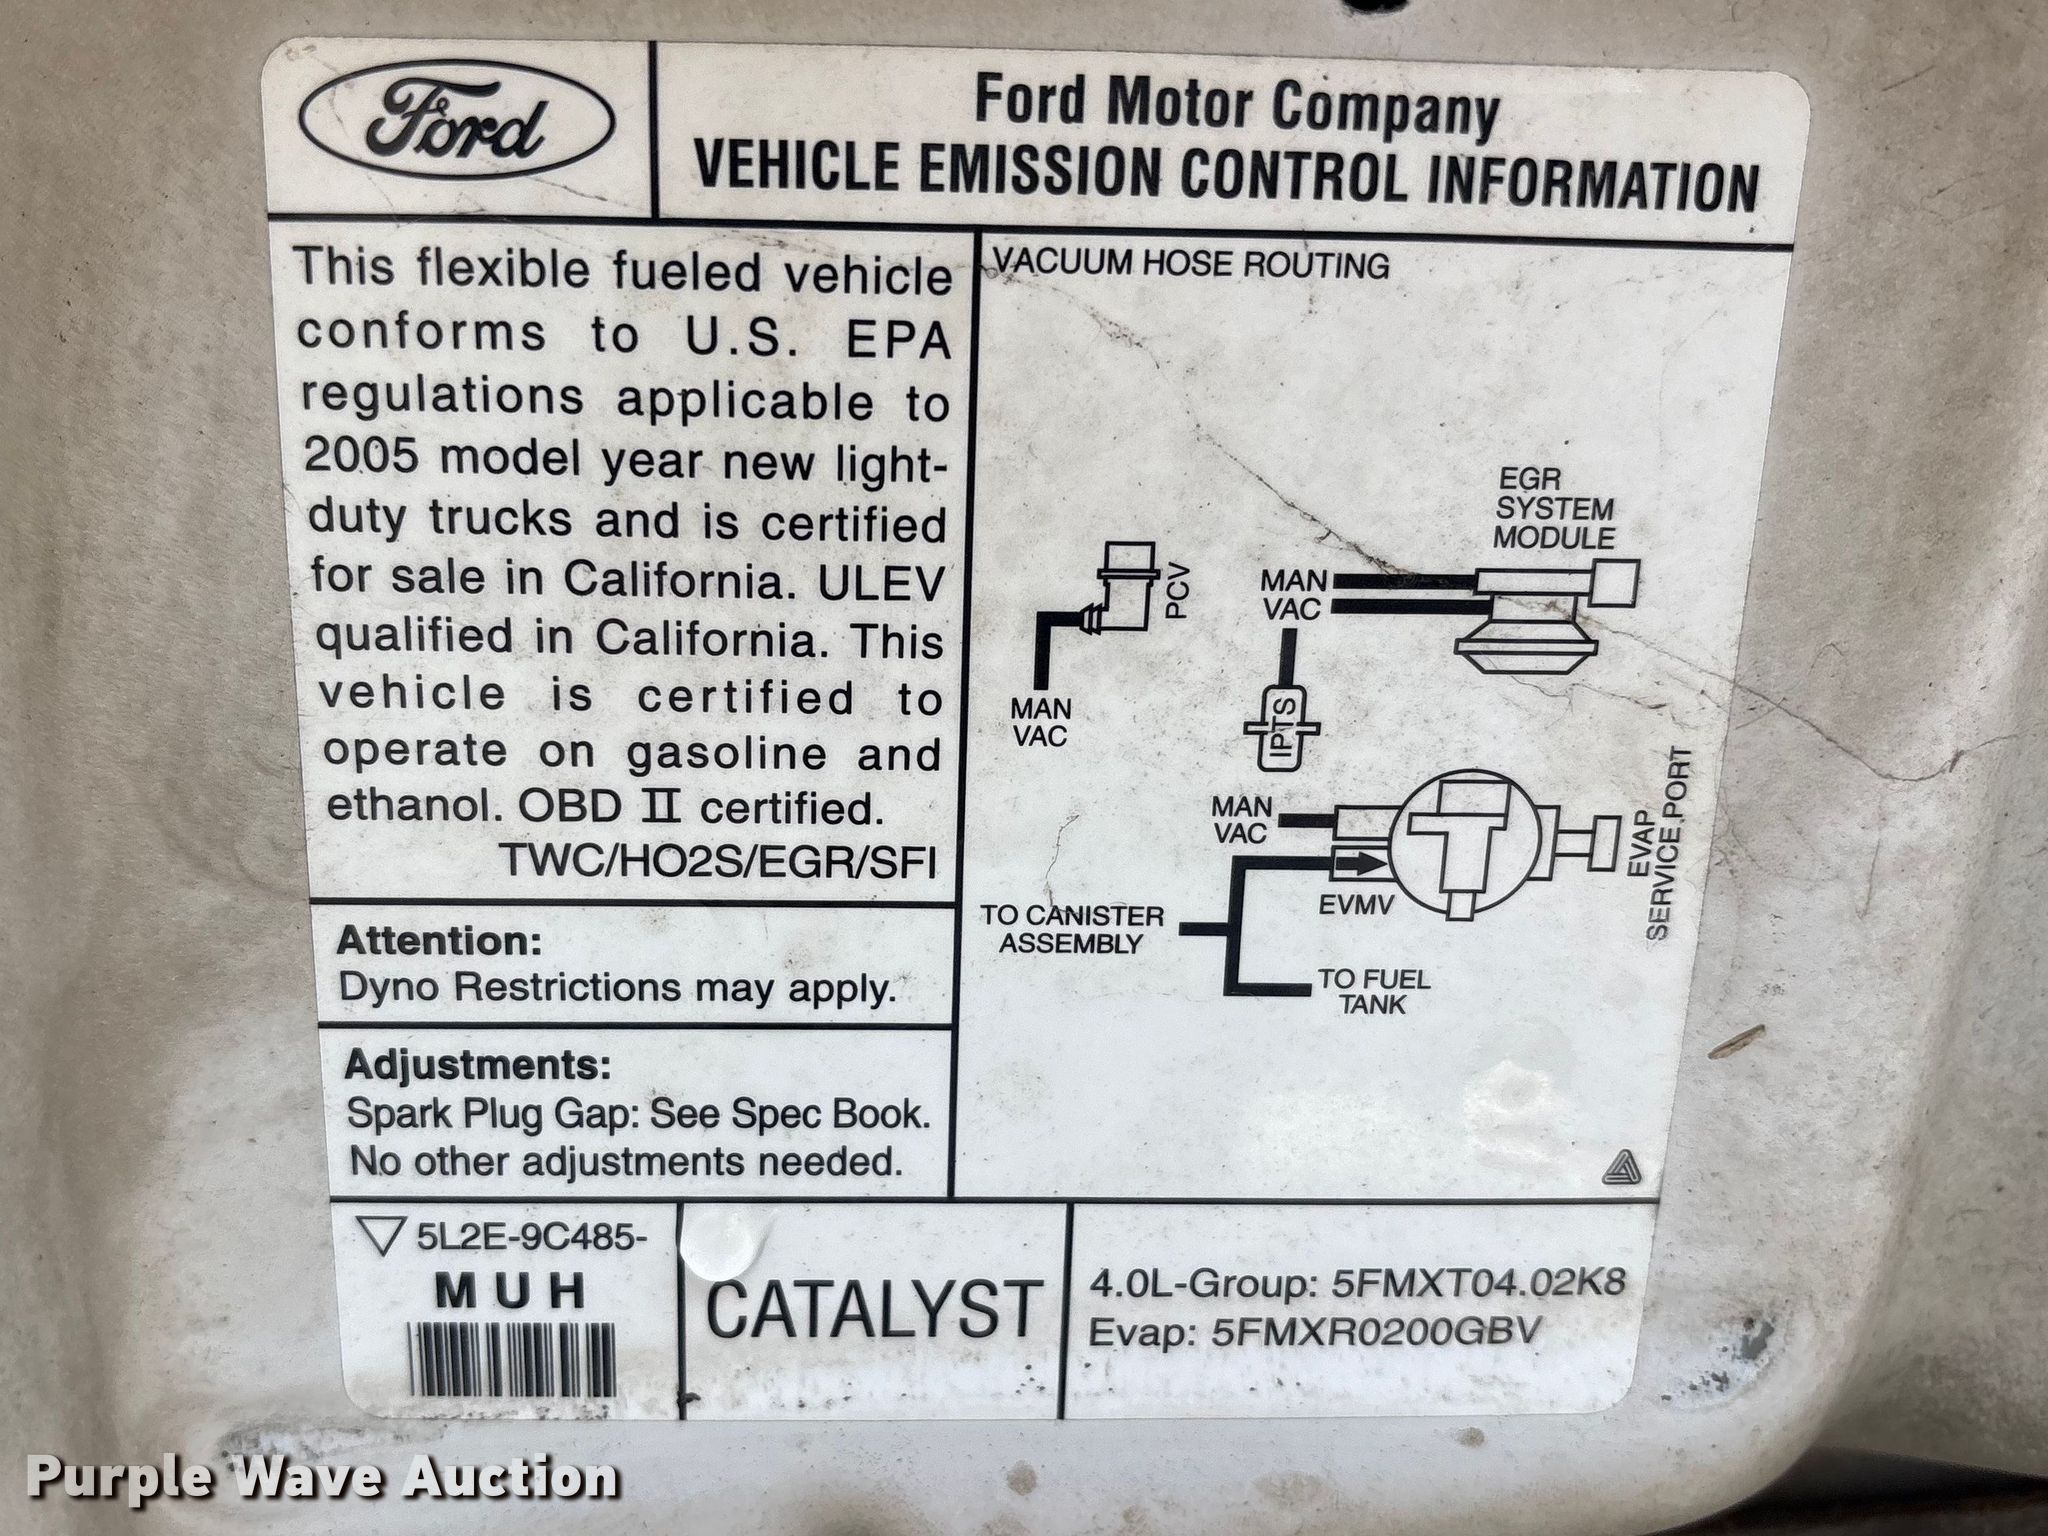 Ford
Ford Motor Company
VEHICLE EMISSION CONTROL INFORMATION
This flexible fueled vehicle
conforms to U.S. EPA
regulations applicable to
2005 model year new light-
duty trucks and is certified
for sale in California. ULEV
qualified in California. This
vehicle is certified to
operate on gasoline and
ethanol. OBD II certified.
TWC/HO2S/EGR/SFI
Attention:
Dyno Restrictions may apply.
Adjustments:
Spark Plug Gap: See Spec Book.
No other adjustments needed.
VACUUM HOSE ROUTING
EGR
SYSTEM
MODULE
PCV
MAN
VAC
MAN
VAC
IPTS
MAN
VAC
EVAP
SERVICE PORT
EVMV
TO CANISTER
ASSEMBLY
TO FUEL
TANK
5L2E-9C485-
MUH
CATALYST
4.0L-Group: 5FMXT04.02K8
Evap: 5FMXR0200GBV
Purple Wave Auction